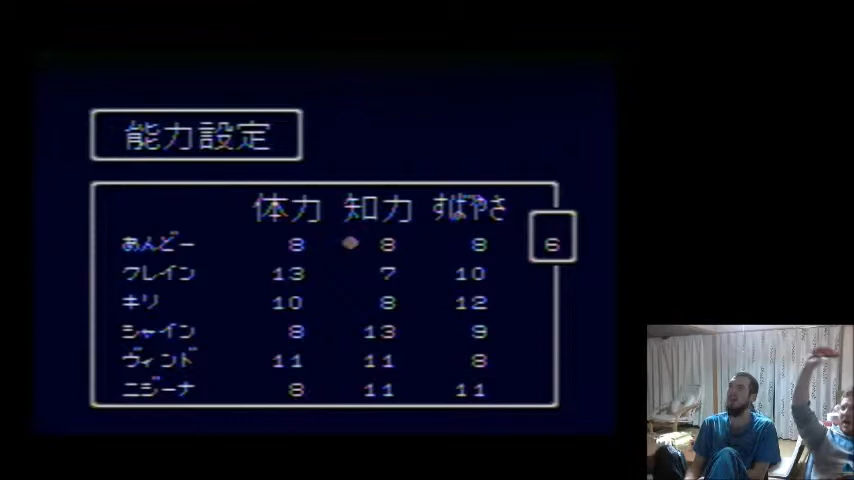 能力設定
体力 知力 すばやさ
あんどー 8 8 8 6
クレイン 13 7 10
キリ 10 8 12
シャイン 8 13 9
ヴィンド 11 11 8
ニジーナ 8 11 11